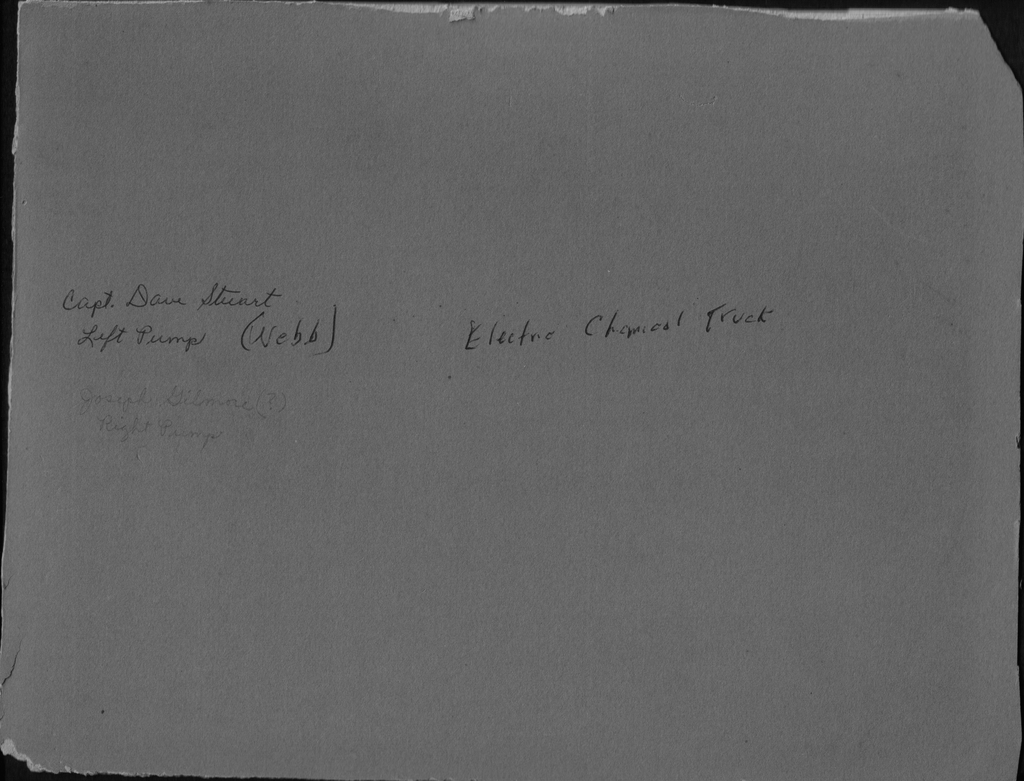 Capt. Dave Stuart
Left Pump (Webb)
Electric Chemical Truck
Joseph Gilmore (?)
Right Pump